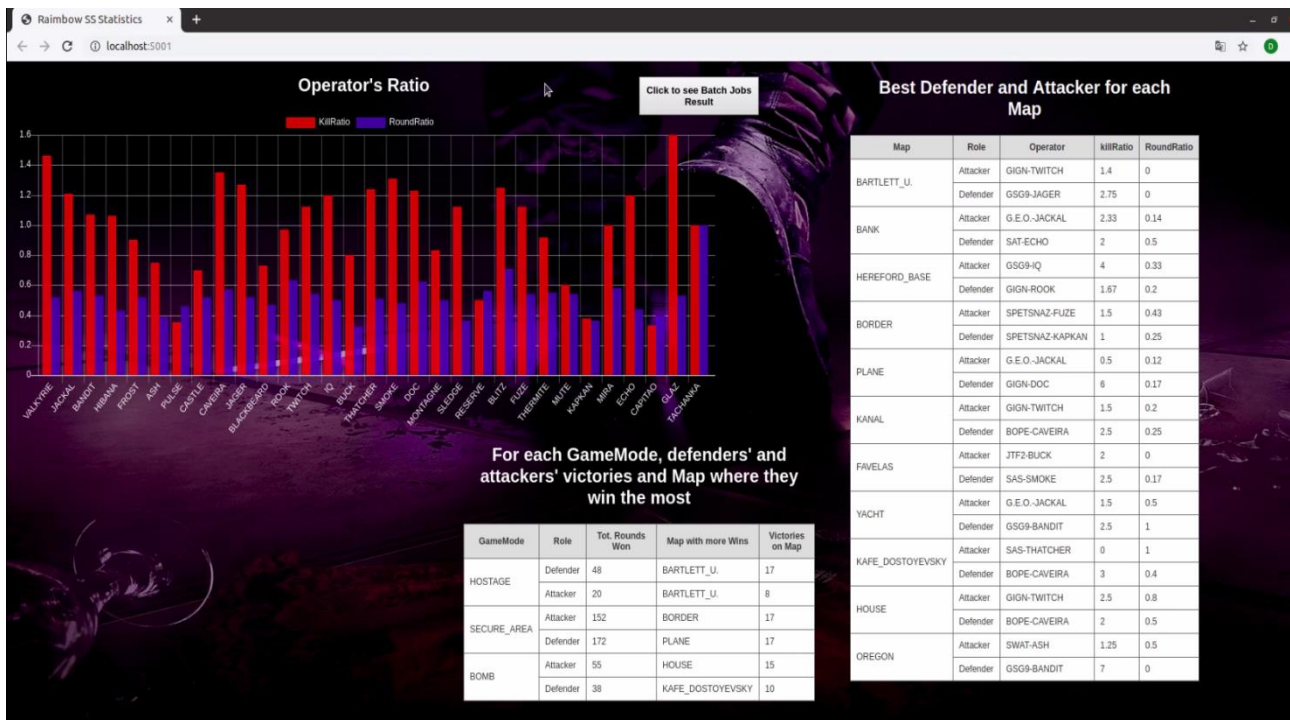 Raimbow SS Statistics
localhost:5001
Operator's Ratio
KillRatio RoundRatio
1.6
1.4
1.2
1.0
0.8
0.6
0.4
0.2
0
VALKYRIE JACKAL BANDIT HIBANA FROST ASH PULSE CASTLE CAVEIRA JAGER BLACKBEARD ROOK TWITCH IQ BUCK THATCHER SMOKE DOC MONTAGNE SLEDGE RESERVE BLITZ FUZE THERMITE MUTE KAPKAN MIRA ECHO CAPITAO GLAZ TACHANKA
Click to see Batch Jobs
Result
For each GameMode, defenders' and
attackers' victories and Map where they
win the most
GameMode Role Tot. Rounds Won Map with more Wins Victories on Map
HOSTAGE Defender 48 BARTLETT_U. 17
Attacker 20 BARTLETT_U. 8
SECURE_AREA Attacker 152 BORDER 17
Defender 172 PLANE 17
BOMB Attacker 55 HOUSE 15
Defender 38 KAFE_DOSTOYEVSKY 10
Best Defender and Attacker for each
Map
Map Role Operator killRatio RoundRatio
BARTLETT_U. Attacker GIGN-TWITCH 1.4 0
Defender GSG9-JAGER 2.75 0
BANK Attacker G.E.O.-JACKAL 2.33 0.14
Defender SAT-ECHO 2 0.5
HEREFORD_BASE Attacker GSG9-IQ 4 0.33
Defender GIGN-ROOK 1.67 0.2
BORDER Attacker SPETSNAZ-FUZE 1.5 0.43
Defender SPETSNAZ-KAPKAN 1 0.25
PLANE Attacker G.E.O.-JACKAL 0.5 0.12
Defender GIGN-DOC 6 0.17
KANAL Attacker GIGN-TWITCH 1.5 0.2
Defender BOPE-CAVEIRA 2.5 0.25
FAVELAS Attacker JTF2-BUCK 2 0
Defender SAS-SMOKE 2.5 0.17
YACHT Attacker G.E.O.-JACKAL 1.5 0.5
Defender GSG9-BANDIT 2.5 1
KAFE_DOSTOYEVSKY Attacker SAS-THATCHER 0 1
Defender BOPE-CAVEIRA 3 0.4
HOUSE Attacker GIGN-TWITCH 2.5 0.8
Defender BOPE-CAVEIRA 2 0.5
OREGON Attacker SWAT-ASH 1.25 0.5
Defender GSG9-BANDIT 7 0